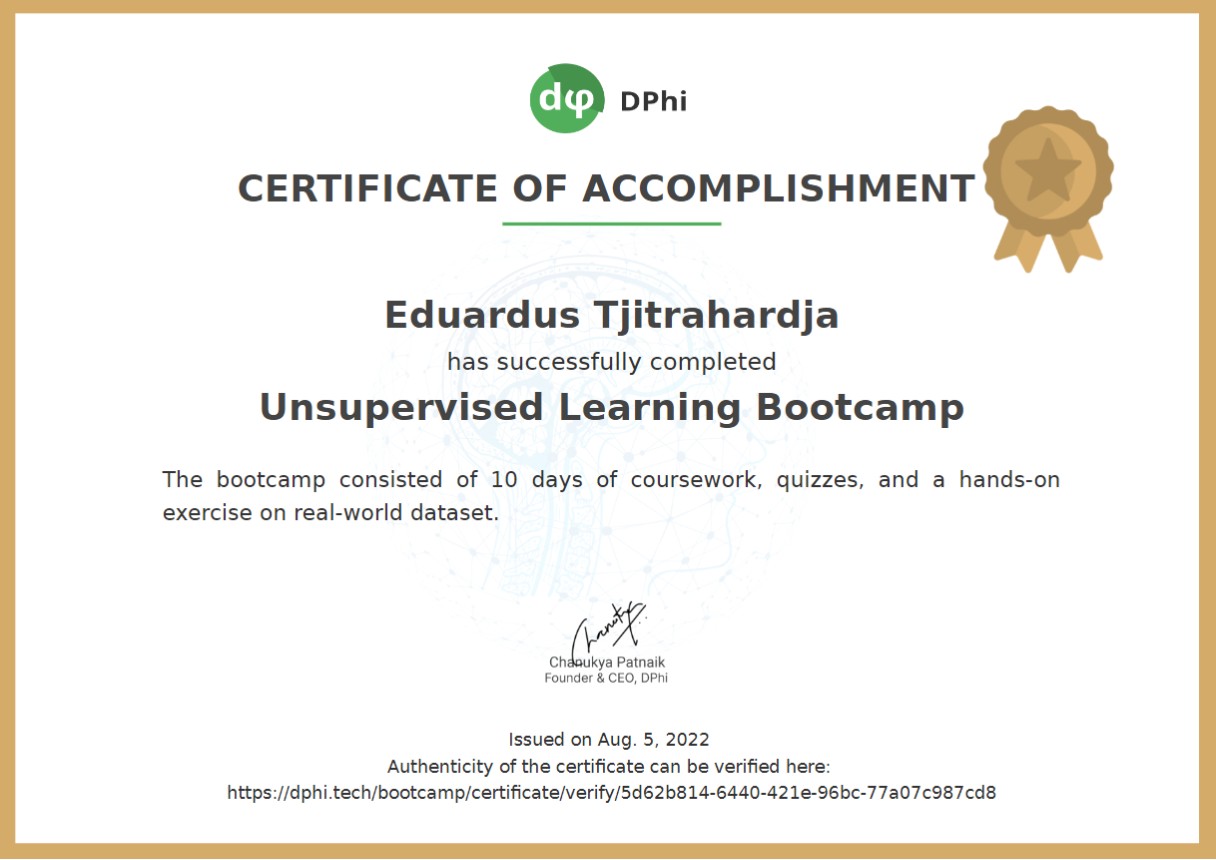 dφ DPhi
CERTIFICATE OF ACCOMPLISHMENT
Eduardus Tjitrahardja
has successfully completed
Unsupervised Learning Bootcamp
The bootcamp consisted of 10 days of coursework, quizzes, and a hands-on
exercise on real-world dataset.
Chanukya Patnaik
Founder & CEO, DPhi
Issued on Aug. 5, 2022
Authenticity of the certificate can be verified here:
https://dphi.tech/bootcamp/certificate/verify/5d62b814-6440-421e-96bc-77a07c987cd8